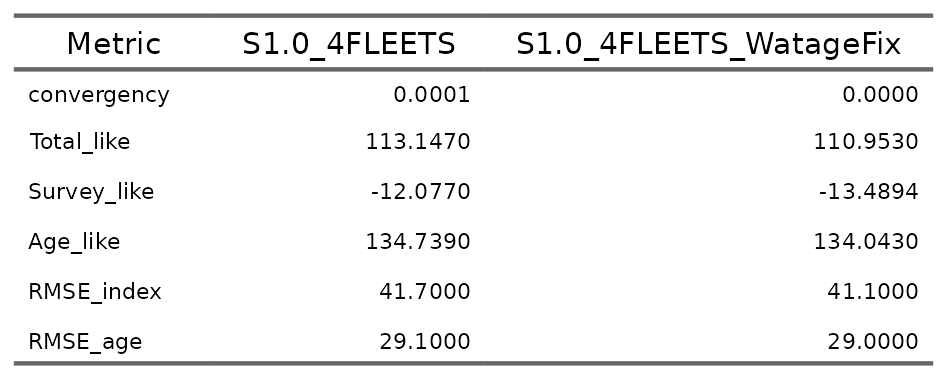 Metric S1.0_4FLEETS S1.0_4FLEETS_WatageFix
convergency 0.0001 0.0000
Total_like 113.1470 110.9530
Survey_like -12.0770 -13.4894
Age_like 134.7390 134.0430
RMSE_index 41.7000 41.1000
RMSE_age 29.1000 29.0000